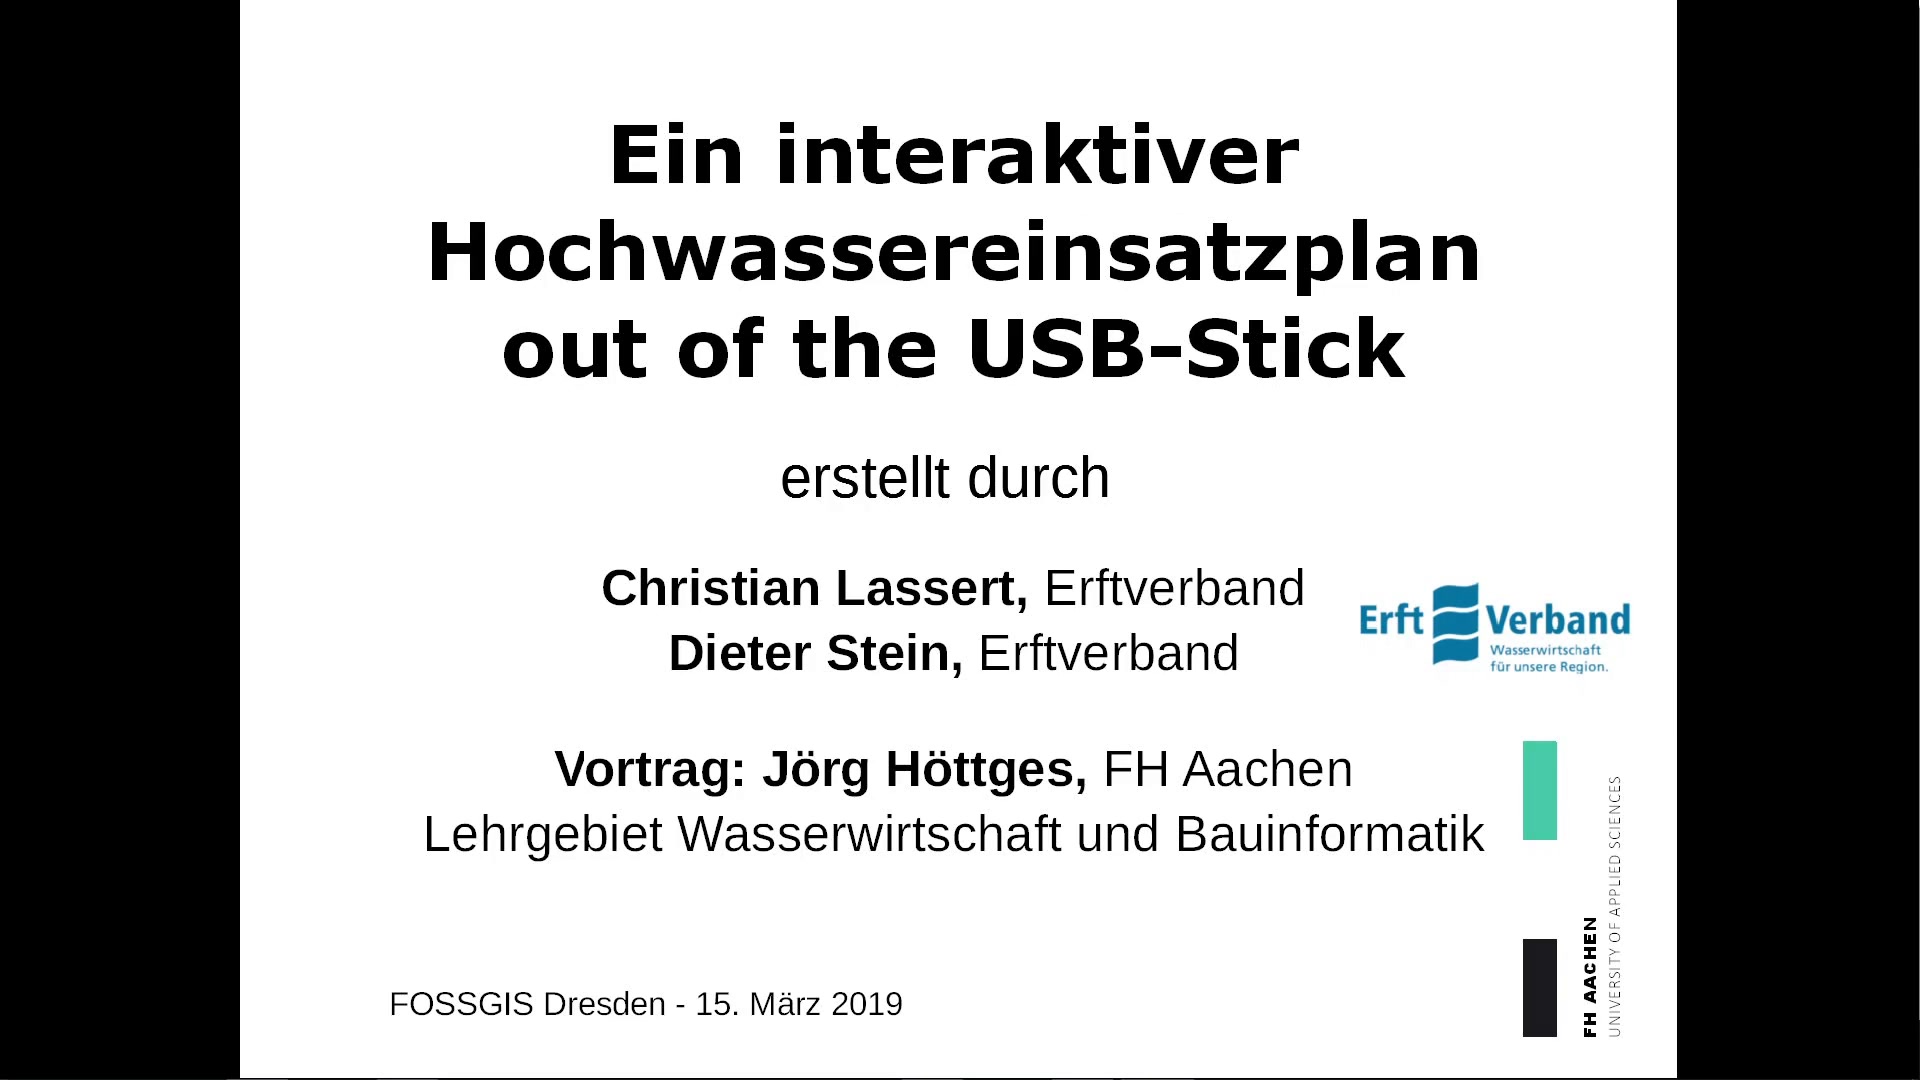 Ein interaktiver
Hochwassereinsatzplan
out of the USB-Stick
erstellt durch
Christian Lassert, Erftverband
Dieter Stein, Erftverband
Erft Verband
Wasserwirtschaft
für unsere Region.
Vortrag: Jörg Höttges, FH Aachen
Lehrgebiet Wasserwirtschaft und Bauinformatik
FH AACHEN
UNIVERSITY OF APPLIED SCIENCES
FOSSGIS Dresden - 15. März 2019